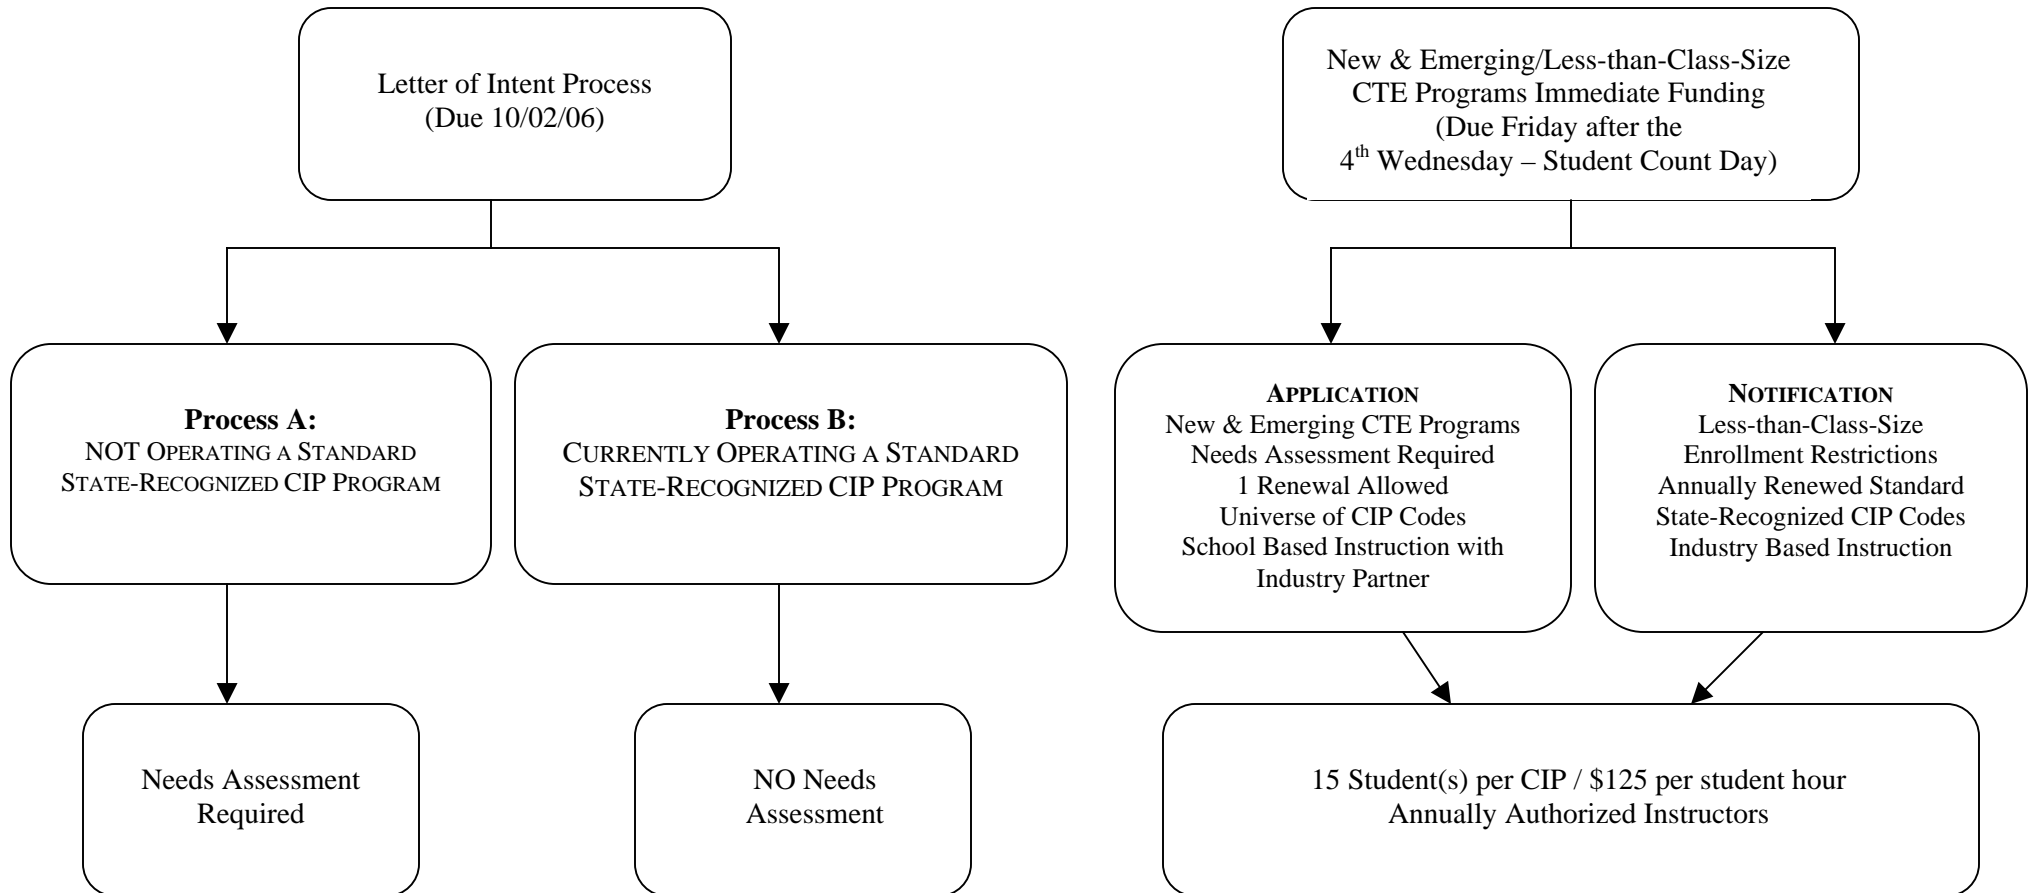 Letter of Intent Process
(Due 10/02/06)
New & Emerging/Less-than-Class-Size
CTE Programs Immediate Funding
(Due Friday after the
4th Wednesday – Student Count Day)
Process A:
NOT OPERATING A STANDARD
STATE-RECOGNIZED CIP PROGRAM
Process B:
CURRENTLY OPERATING A STANDARD
STATE-RECOGNIZED CIP PROGRAM
APPLICATION
New & Emerging CTE Programs
Needs Assessment Required
1 Renewal Allowed
Universe of CIP Codes
School Based Instruction with
Industry Partner
NOTIFICATION
Less-than-Class-Size
Enrollment Restrictions
Annually Renewed Standard
State-Recognized CIP Codes
Industry Based Instruction
Needs Assessment
Required
NO Needs
Assessment
15 Student(s) per CIP / $125 per student hour
Annually Authorized Instructors